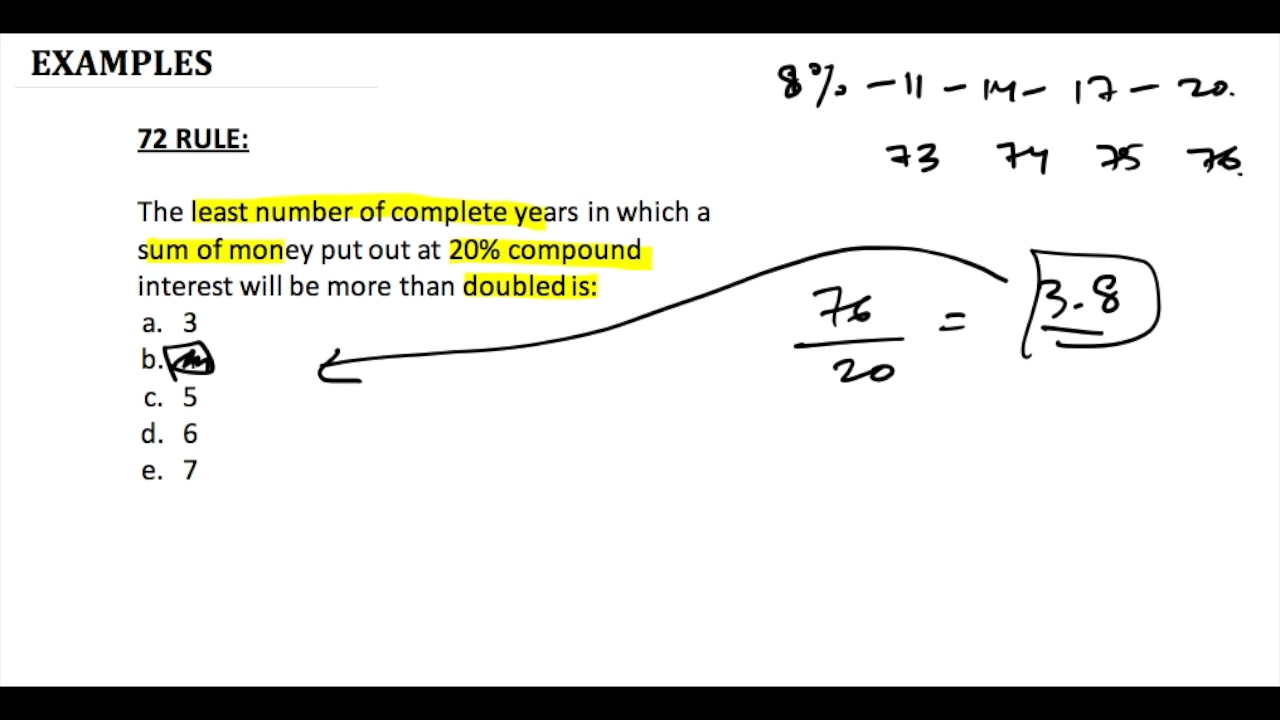 EXAMPLES
8% - 11 - 14 - 17 - 20.
73 74 75 76.
72 RULE:
The least number of complete years in which a
sum of money put out at 20% compound
interest will be more than doubled is:
a. 3
b.
c. 5
d. 6
e. 7
76
20
= 3.8